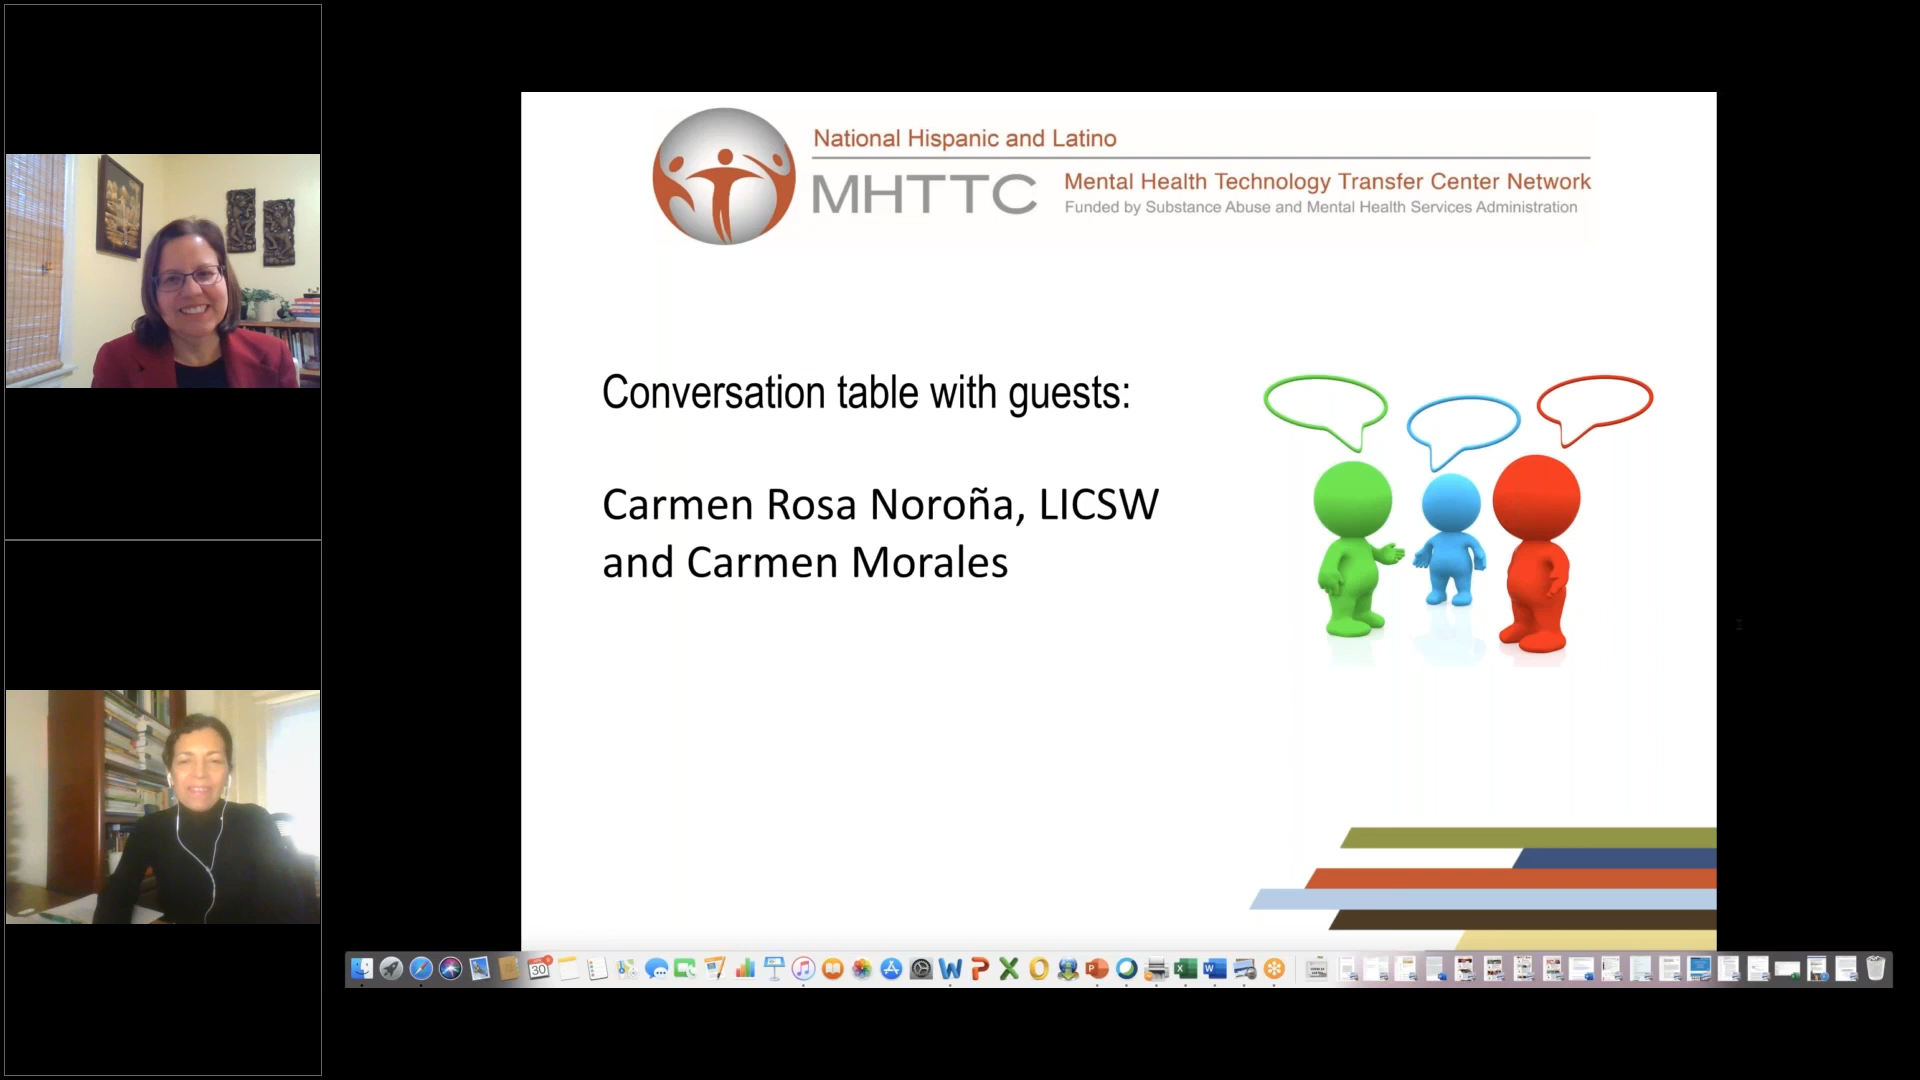 National Hispanic and Latino
MHTTC
Mental Health Technology Transfer Center Network
Funded by Substance Abuse and Mental Health Services Administration
Conversation table with guests:
Carmen Rosa Noroña, LICSW
and Carmen Morales
30